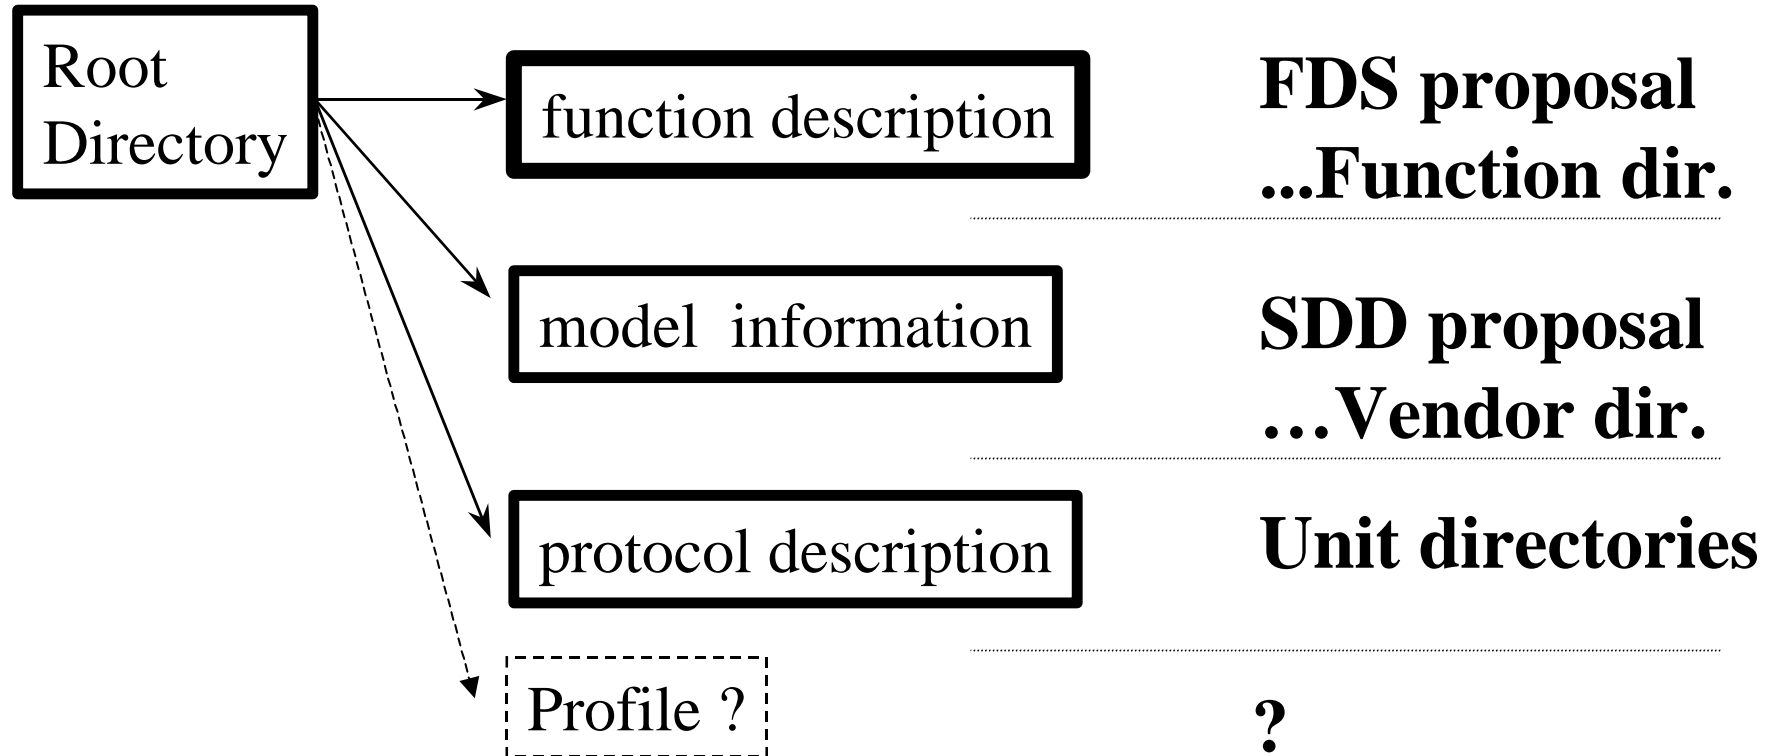 Root
Directory
function description
FDS proposal
...Function dir.
model  information
SDD proposal
…Vendor dir.
protocol description
Unit directories
Profile ?
?